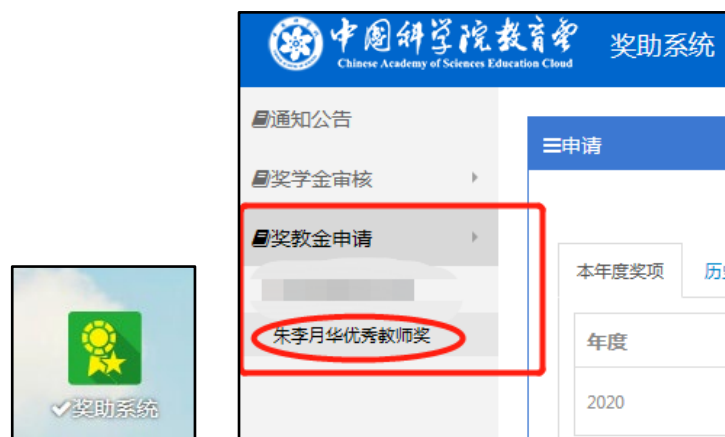 中国科学院教育云
Chinese Academy of Sciences Education Cloud
奖助系统
通知公告
申请
奖学金审核
奖教金申请
本年度奖项
朱李月华优秀教师奖
年度
2020
奖助系统